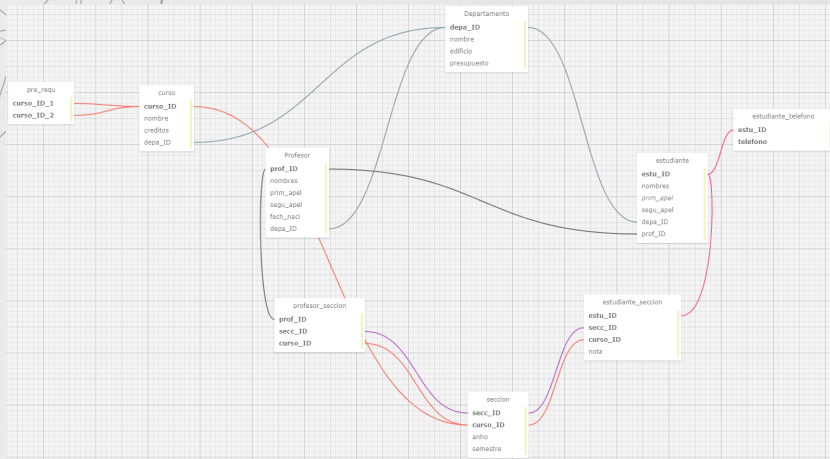 Departamento
depa_ID
nombre
edificio
presupuesto
pre_requ
curso_ID_1
curso_ID_2
curso
curso_ID
nombre
creditos
depa_ID
estudiante_telefono
estu_ID
telefono
Profesor
prof_ID
nombres
prim_apel
segu_apel
fech_naci
depa_ID
estudiante
estu_ID
nombres
prim_apel
segu_apel
depa_ID
prof_ID
profesor_seccion
prof_ID
secc_ID
curso_ID
estudiante_seccion
estu_ID
secc_ID
curso_ID
nota
seccion
secc_ID
curso_ID
anho
semestre